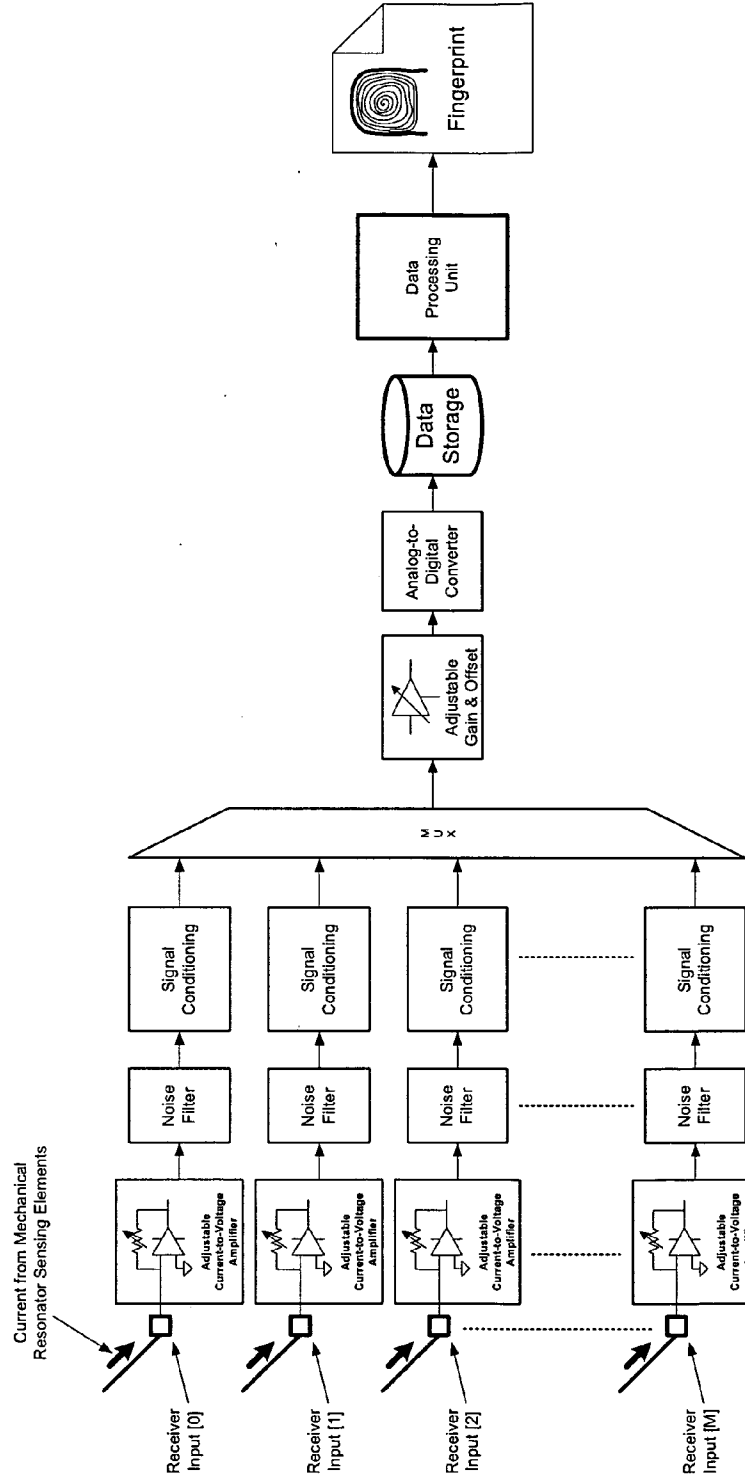 Current from Mechanical
Resonator Sensing Elements
Receiver
Input [0]
Adjustable
Current-to-Voltage
Amplifier
Noise
Filter
Signal
Conditioning
Receiver
Input [1]
Adjustable
Current-to-Voltage
Amplifier
Noise
Filter
Signal
Conditioning
Receiver
Input [2]
Adjustable
Current-to-Voltage
Amplifier
Noise
Filter
Signal
Conditioning
Receiver
Input [M]
Adjustable
Current-to-Voltage
Noise
Filter
Signal
Conditioning
M
U
X
Adjustable
Gain & Offset
Analog-to-
Digital
Converter
Data
Storage
Data
Processing
Unit
Fingerprint